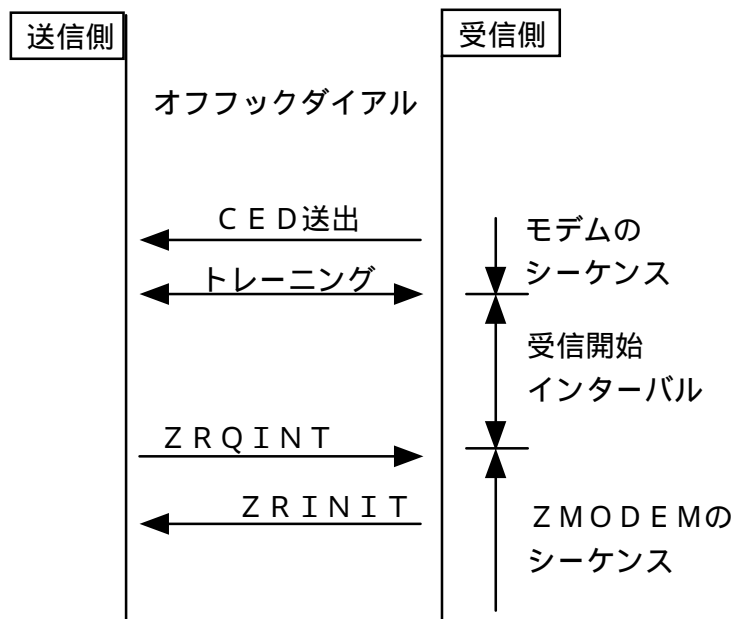 送信側
受信側
オフフックダイアル
ＣＥＤ送出
モデムの
シーケンス
トレーニング
受信開始
インターバル
ＺＲＱＩＮＴ
ＺＲＩＮＩＴ
ＺＭＯＤＥＭの
シーケンス